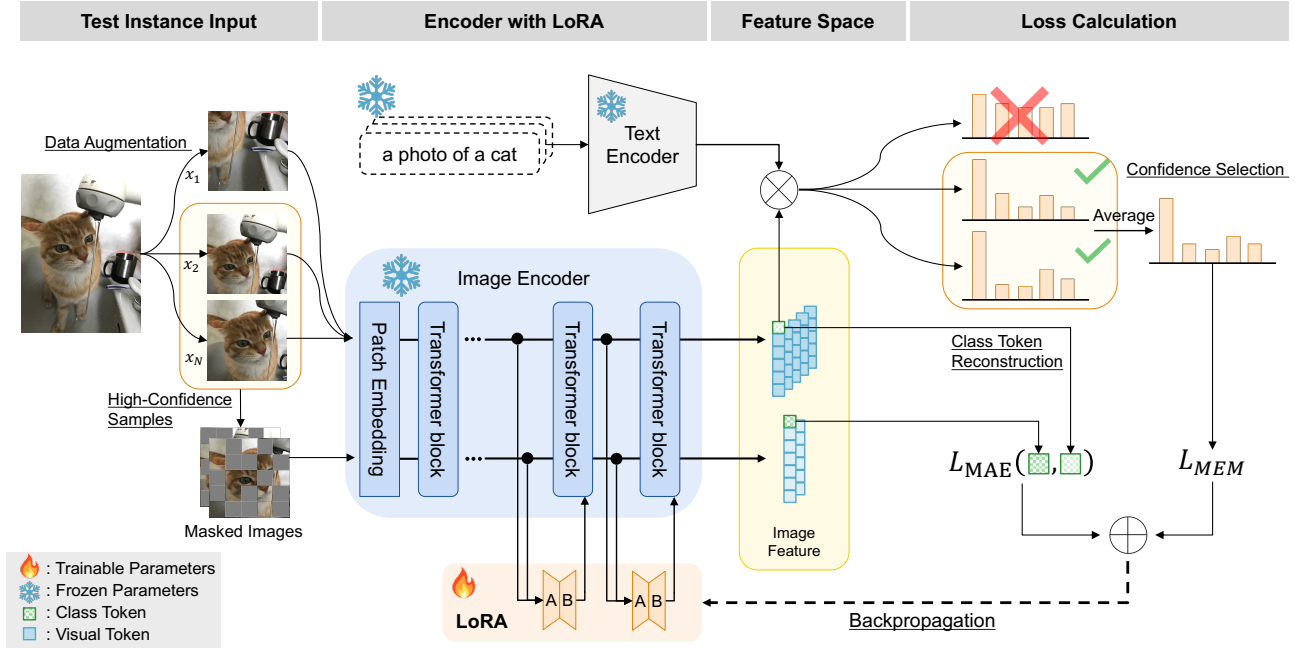 Test Instance Input
Encoder with LoRA
Feature Space
Loss Calculation
Data Augmentation
x1
x2
xN
High-Confidence
Samples
Masked Images
a photo of a cat
Text
Encoder
Image Encoder
Patch Embedding
Transformer block
...
Transformer block
...
Transformer block
A B
A B
LoRA
Image
Feature
Confidence Selection
Average
Class Token
Reconstruction
L_MAE( , )
L_MEM
Backpropagation
: Trainable Parameters
: Frozen Parameters
: Class Token
: Visual Token